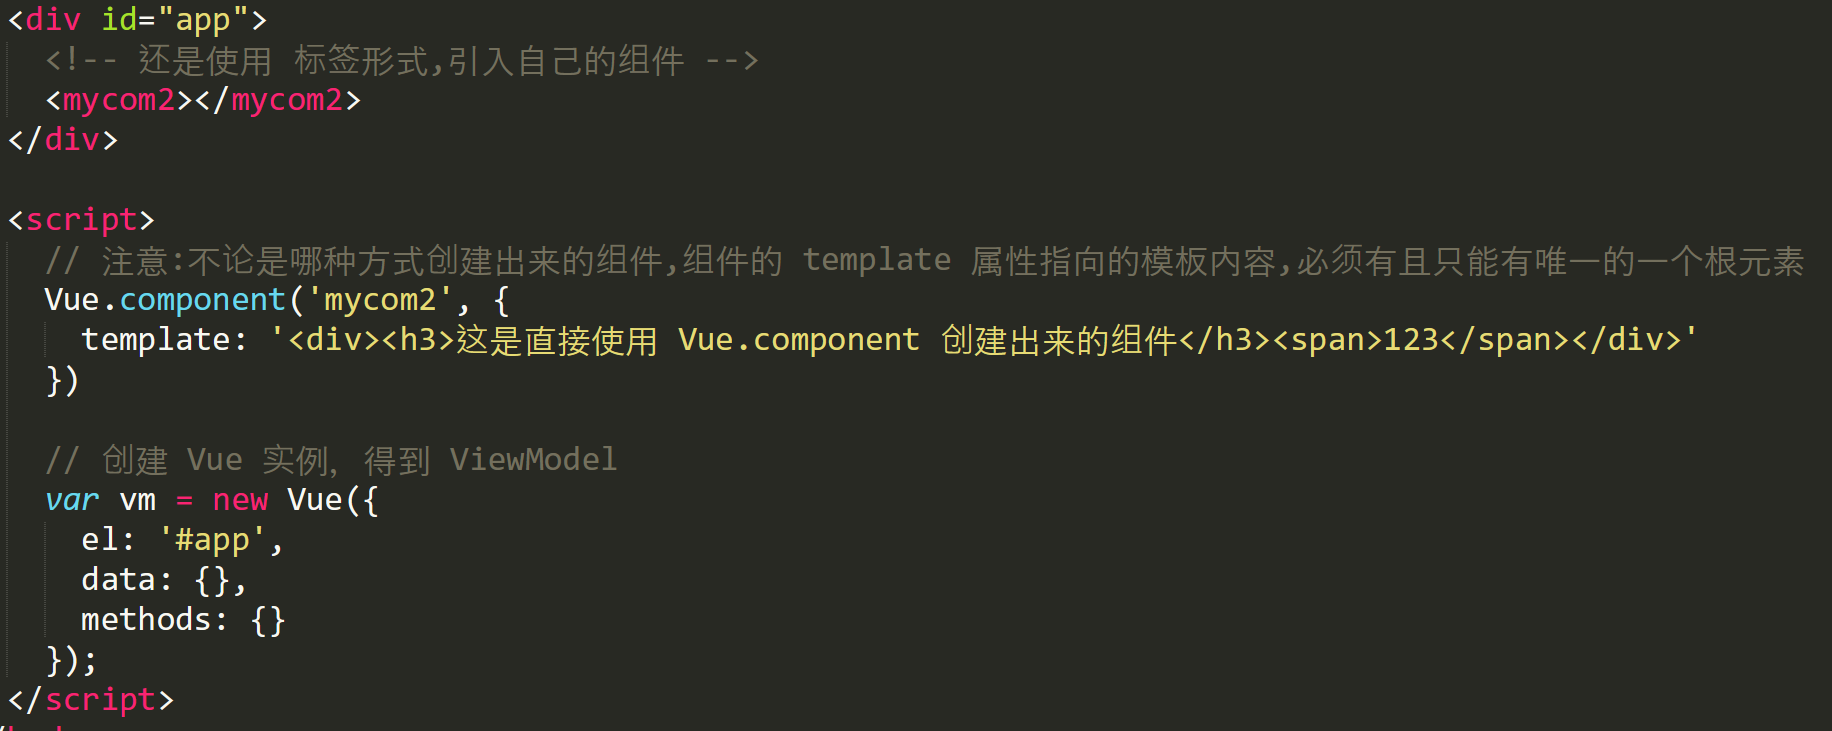 <div id="app">
<!-- 还是使用 标签形式,引入自己的组件 -->
<mycom2></mycom2>
</div>
<script>
// 注意:不论是哪种方式创建出来的组件,组件的 template 属性指向的模板内容,必须有且只能有唯一的一个根元素
Vue.component('mycom2', {
template: '<div><h3>这是直接使用 Vue.component 创建出来的组件</h3><span>123</span></div>'
})
// 创建 Vue 实例, 得到 ViewModel
var vm = new Vue({
el: '#app',
data: {},
methods: {}
});
</script>